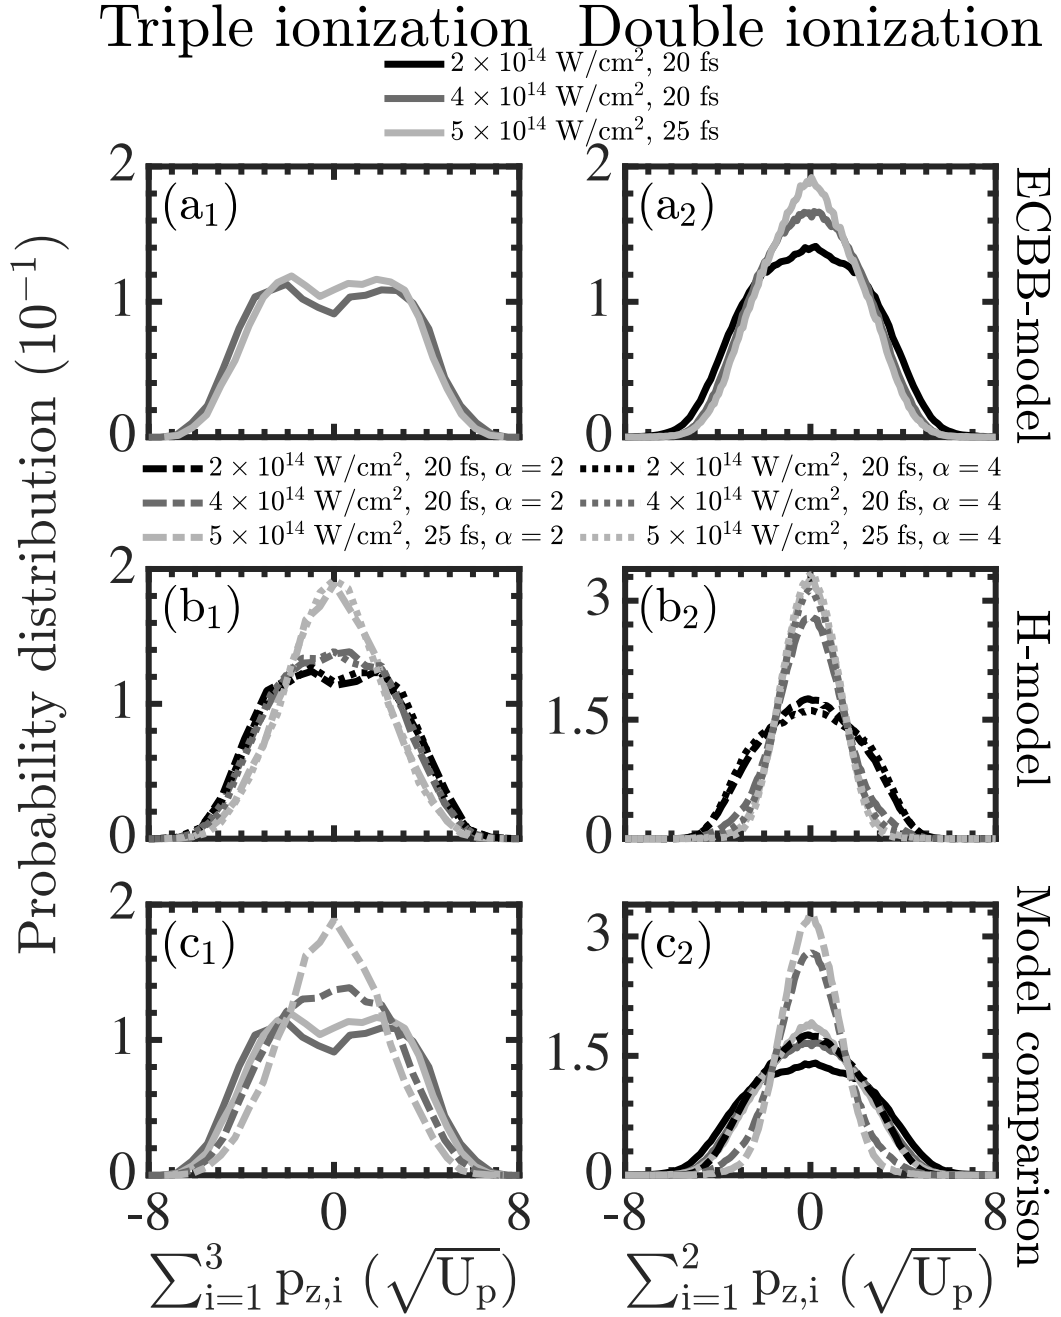 Triple ionization Double ionization
2 × 10¹⁴ W/cm², 20 fs
4 × 10¹⁴ W/cm², 20 fs
5 × 10¹⁴ W/cm², 25 fs
2 2
(a₁) (a₂)
1 1
0 0
ECBB-model
2 × 10¹⁴ W/cm², 20 fs, α = 2 2 × 10¹⁴ W/cm², 20 fs, α = 4
4 × 10¹⁴ W/cm², 20 fs, α = 2 4 × 10¹⁴ W/cm², 20 fs, α = 4
5 × 10¹⁴ W/cm², 25 fs, α = 2 5 × 10¹⁴ W/cm², 25 fs, α = 4
Probability distribution (10⁻¹)
2 3
(b₁) (b₂)
1 1.5
0 0
H-model
2 3
(c₁) (c₂)
1 1.5
0 0
Model comparison
-8 0 8 -8 0 8
∑³ᵢ₌₁ p_z,i (√U_p) ∑²ᵢ₌₁ p_z,i (√U_p)